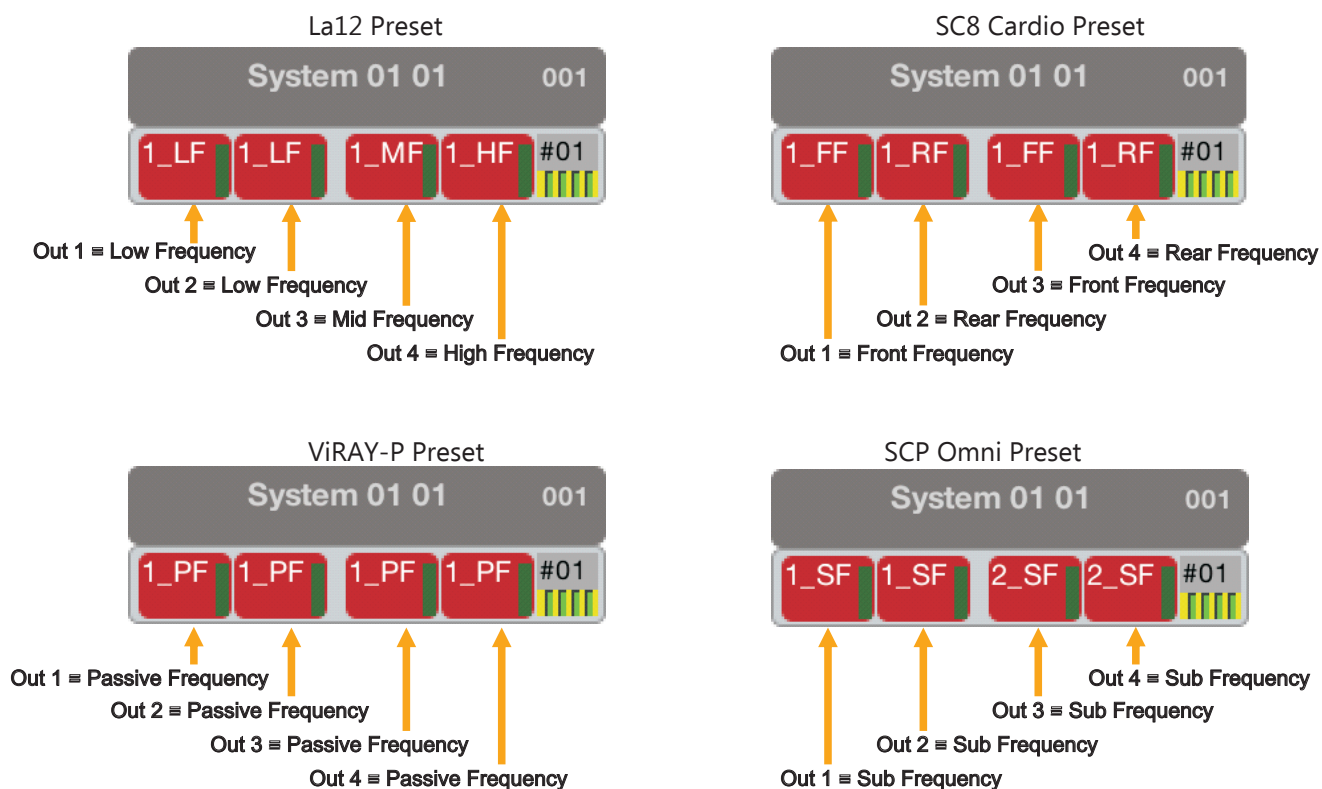 La12 Preset
System 01 01 001
1_LF 1_LF 1_MF 1_HF #01
Out 1 = Low Frequency
Out 2 = Low Frequency
Out 3 = Mid Frequency
Out 4 = High Frequency
SC8 Cardio Preset
System 01 01 001
1_FF 1_RF 1_FF 1_RF #01
Out 4 = Rear Frequency
Out 3 = Front Frequency
Out 2 = Rear Frequency
Out 1 = Front Frequency
ViRAY-P Preset
System 01 01 001
1_PF 1_PF 1_PF 1_PF #01
Out 1 = Passive Frequency
Out 2 = Passive Frequency
Out 3 = Passive Frequency
Out 4 = Passive Frequency
SCP Omni Preset
System 01 01 001
1_SF 1_SF 2_SF 2_SF #01
Out 4 = Sub Frequency
Out 3 = Sub Frequency
Out 2 = Sub Frequency
Out 1 = Sub Frequency